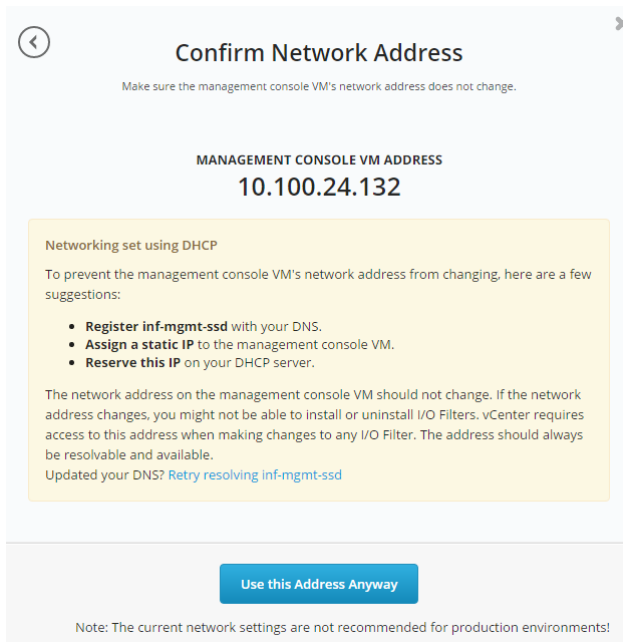 Confirm Network Address
Make sure the management console VM's network address does not change.
MANAGEMENT CONSOLE VM ADDRESS
10.100.24.132
Networking set using DHCP
To prevent the management console VM's network address from changing, here are a few
suggestions:
• Register inf-mgmt-ssd with your DNS.
• Assign a static IP to the management console VM.
• Reserve this IP on your DHCP server.
The network address on the management console VM should not change. If the network
address changes, you might not be able to install or uninstall I/O Filters. vCenter requires
access to this address when making changes to any I/O Filter. The address should always
be resolvable and available.
Updated your DNS? Retry resolving inf-mgmt-ssd
Use this Address Anyway
Note: The current network settings are not recommended for production environments!